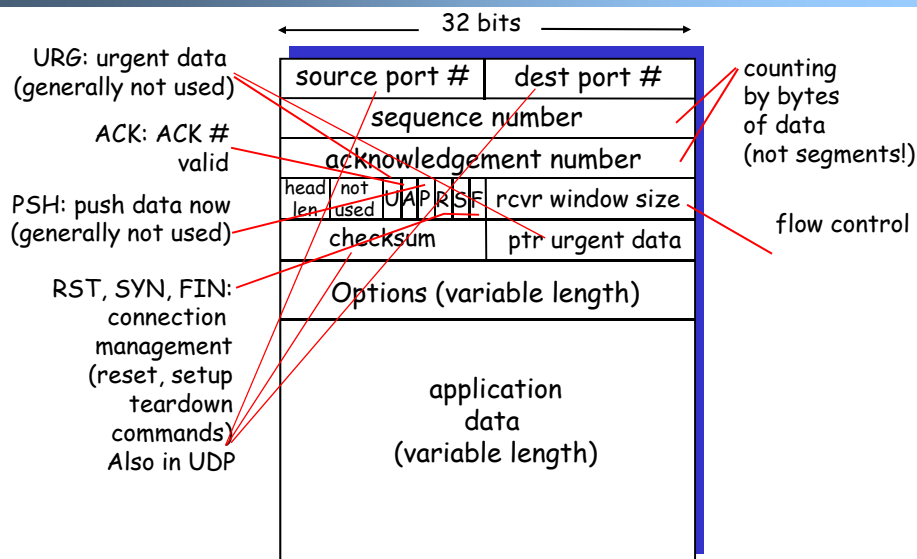 32 bits
URG: urgent data
(generally not used)
ACK: ACK #
valid
PSH: push data now
(generally not used)
RST, SYN, FIN:
connection
management
(reset, setup
teardown
commands)
Also in UDP
source port #
dest port #
sequence number
acknowledgement number
head
len
not
used
U
A
P
R
S
F
rcvr window size
checksum
ptr urgent data
Options (variable length)
application
data
(variable length)
counting
by bytes
of data
(not segments!)
flow control